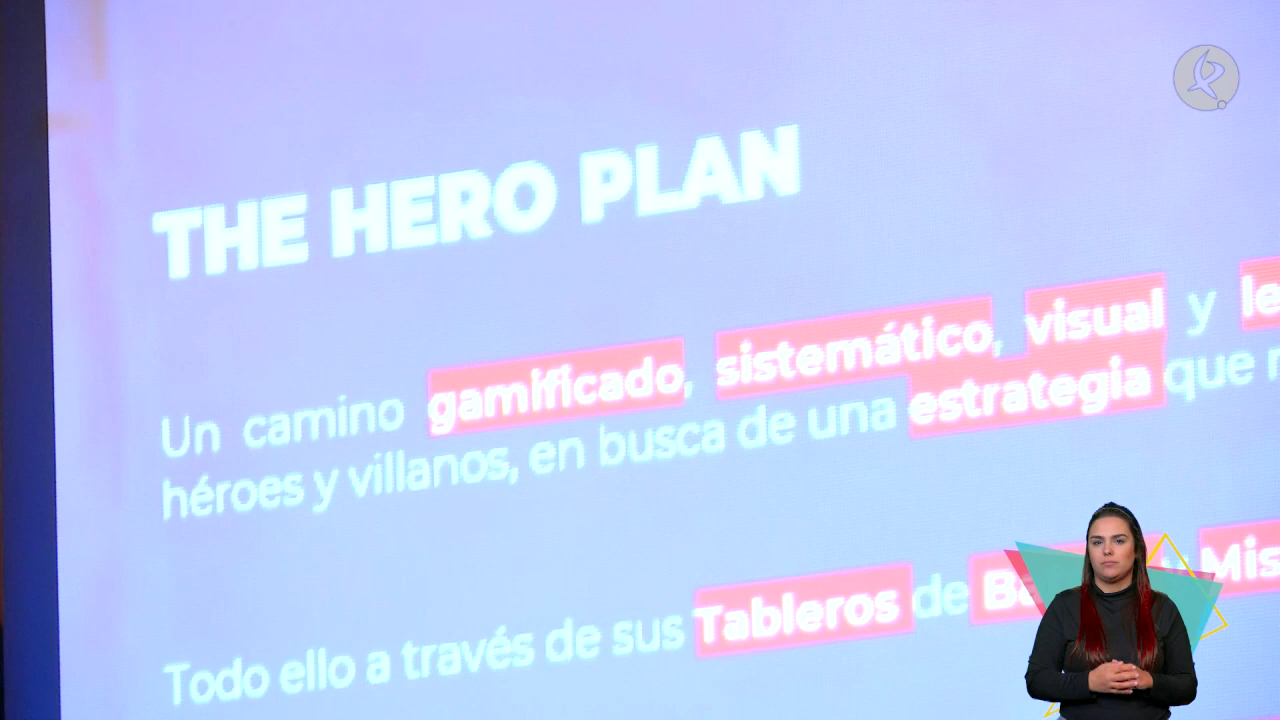 THE HERO PLAN
Un camino gamificado, sistemático, visual y
héroes y villanos, en busca de una estrategia que
Todo ello a través de sus Tableros de